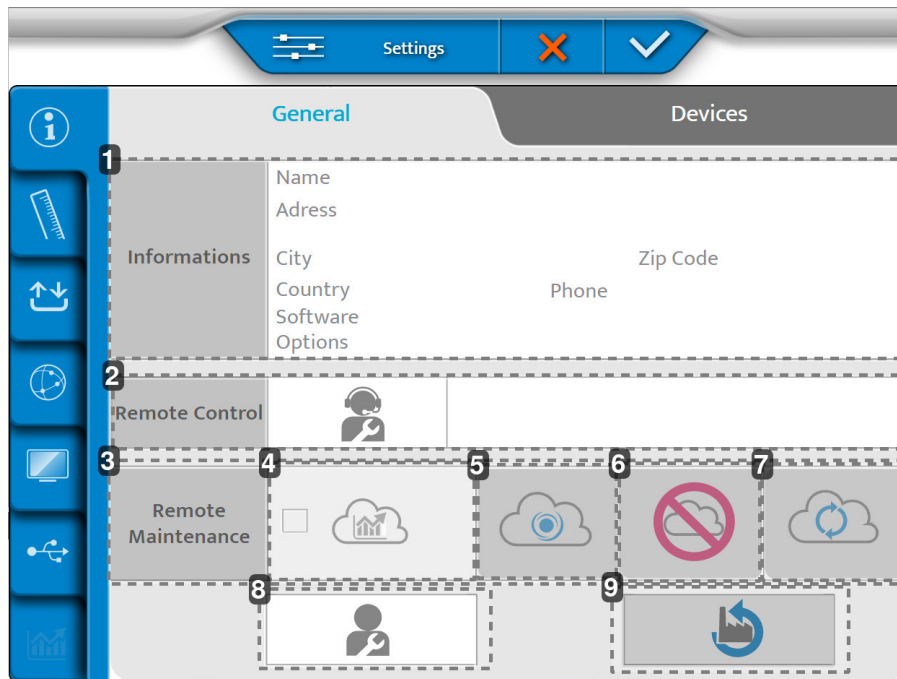 Settings
General
Devices
1
Name
Adress
Informations
City
Zip Code
Country
Phone
Software
Options
2
Remote Control
3
4
5
6
7
Remote
Maintenance
8
9